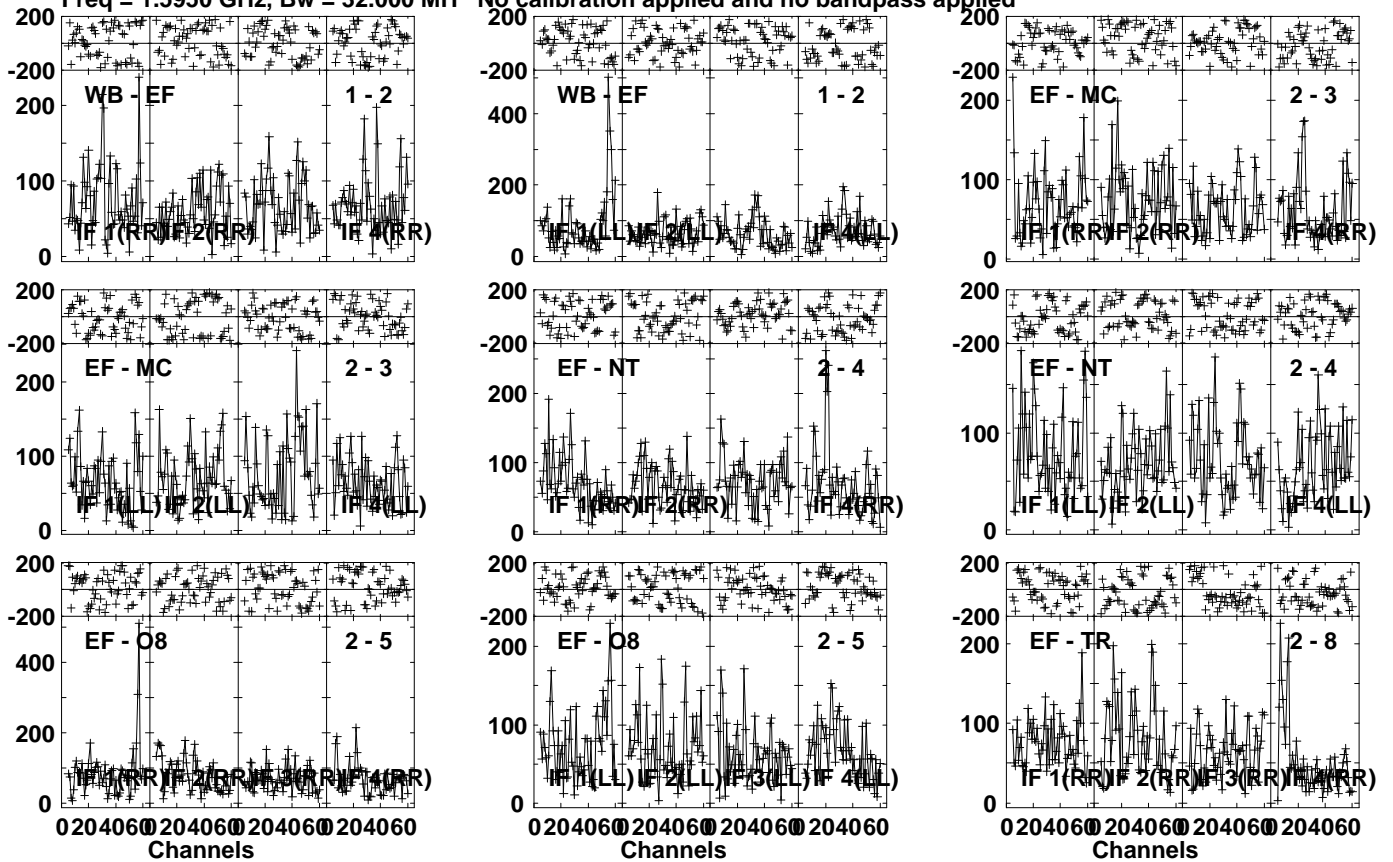 Freq = 1.5950 GHz, Bw = 32.000 MH No calibration applied and no bandpass applied
200 200 200
-200 -200 -200
WB - EF 1 - 2 WB - EF 1 - 2 EF - MC 2 - 3
200 400 200
100 200 100
IF 1(RR) IF 2(RR) IF 4(RR) IF 1(LL) IF 2(LL) IF 4(LL) IF 1(RR) IF 2(RR) IF 4(RR)
0 0 0
200 200 200
-200 -200 -200
EF - MC 2 - 3 EF - NT 2 - 4 EF - NT 2 - 4
200 200
100 100 100
IF 1(LL) IF 2(LL) IF 4(LL) IF 1(RR) IF 2(RR) IF 4(RR) IF 1(LL) IF 2(LL) IF 4(LL)
0 0 0
200 200 200
-200 -200 -200
EF - O8 2 - 5 EF - O8 2 - 5 EF - TR 2 - 8
400 200 200
200 100 100
IF 1(RR) IF 2(RR) IF 3(RR) IF 4(RR) IF 1(LL) IF 2(LL) IF 3(LL) IF 4(LL) IF 1(RR) IF 2(RR) IF 3(RR) IF 4(RR)
0 0 0
0 20 40 60 0 20 40 60 0 20 40 60 0 20 40 60 0 20 40 60 0 20 40 60 0 20 40 60 0 20 40 60 0 20 40 60 0 20 40 60 0 20 40 60 0 20 40 60
Channels Channels Channels